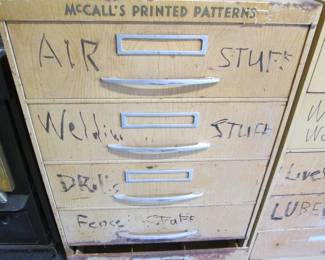 McCALL'S PRINTED PATTERNS
AIR STUFF
Weldin STUFF
Drills
Fence Stuff
LUBE